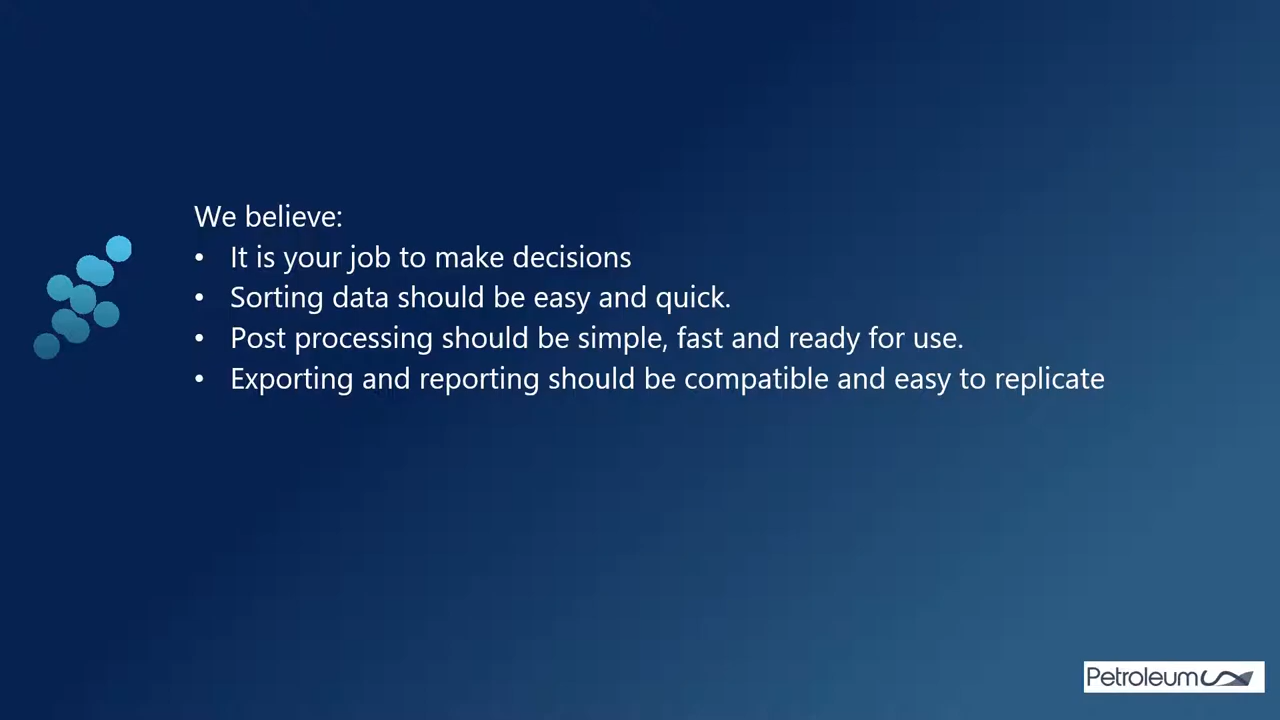 We believe:
• It is your job to make decisions
• Sorting data should be easy and quick.
• Post processing should be simple, fast and ready for use.
• Exporting and reporting should be compatible and easy to replicate
Petroleum